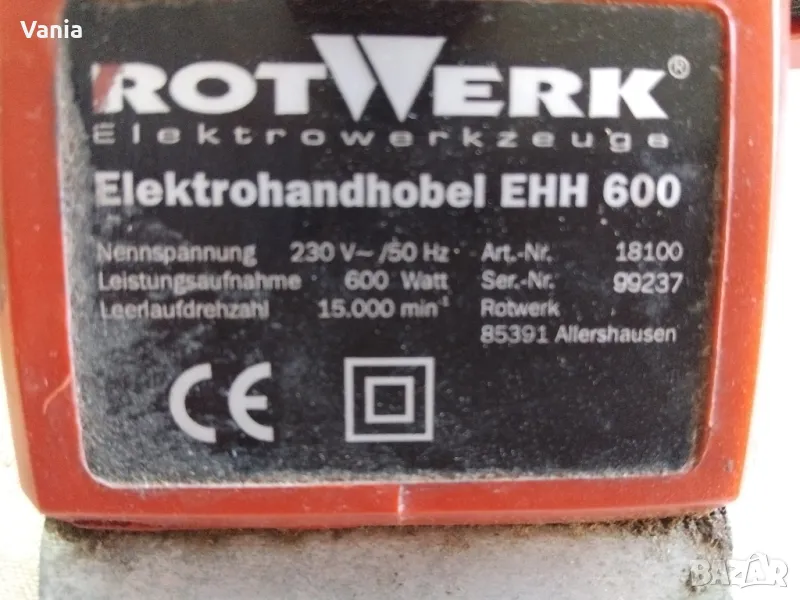 Vania
ROTWERK®
Elektrowerkzeuge
Elektrohandhobel EHH 600
Nennspannung 230 V~ /50 Hz Art.-Nr. 18100
Leistungsaufnahme 600 Watt Ser.-Nr. 99237
Leerlaufdrehzahl 15.000 min⁻¹ Rotwerk
85391 Allershausen
CE
BAZAR